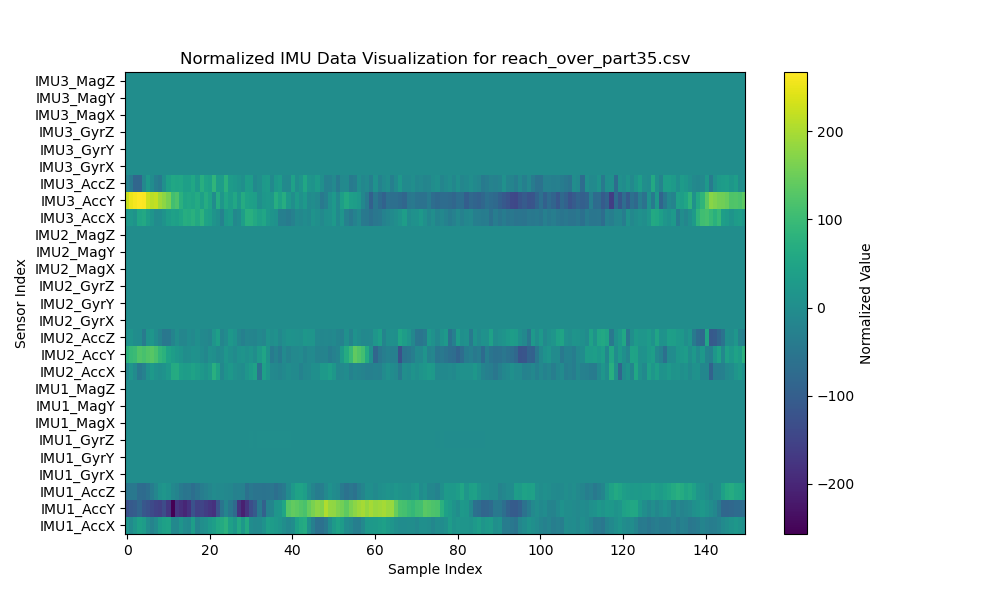 Normalized IMU Data Visualization for reach_over_part35.csv
IMU3_MagZ
IMU3_MagY
IMU3_MagX
IMU3_GyrZ
IMU3_GyrY
IMU3_GyrX
IMU3_AccZ
IMU3_AccY
IMU3_AccX
IMU2_MagZ
IMU2_MagY
IMU2_MagX
IMU2_GyrZ
IMU2_GyrY
IMU2_GyrX
IMU2_AccZ
IMU2_AccY
IMU2_AccX
IMU1_MagZ
IMU1_MagY
IMU1_MagX
IMU1_GyrZ
IMU1_GyrY
IMU1_GyrX
IMU1_AccZ
IMU1_AccY
IMU1_AccX
Sensor Index
0 20 40 60 80 100 120 140
Sample Index
200
100
0
−100
−200
Normalized Value